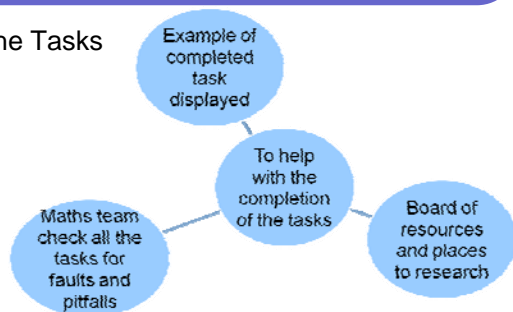 ne Tasks
Example of
completed
task
displayed
To help
with the
completion
of the tasks
Maths team
check all the
tasks for
faults and
pitfalls
Board of
resources
and places
to research